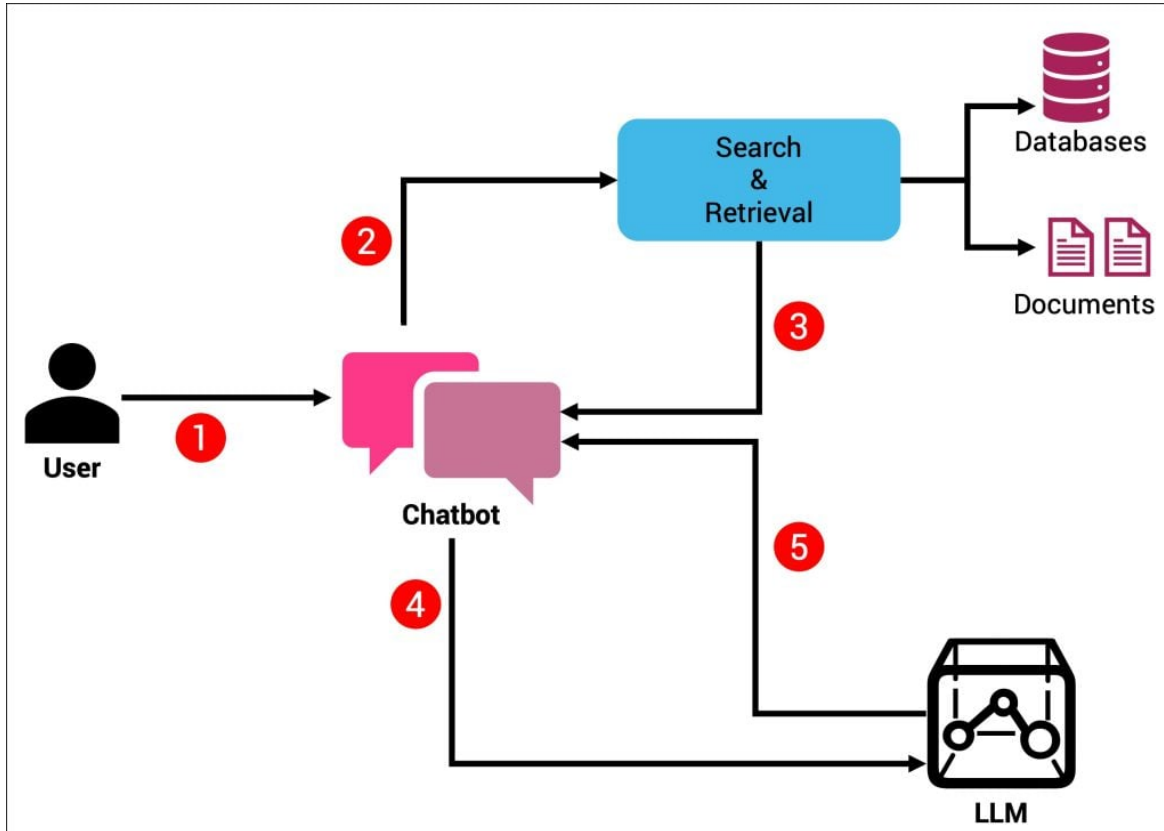 Search
&
Retrieval
Databases
Documents
2
3
1
User
Chatbot
5
4
LLM